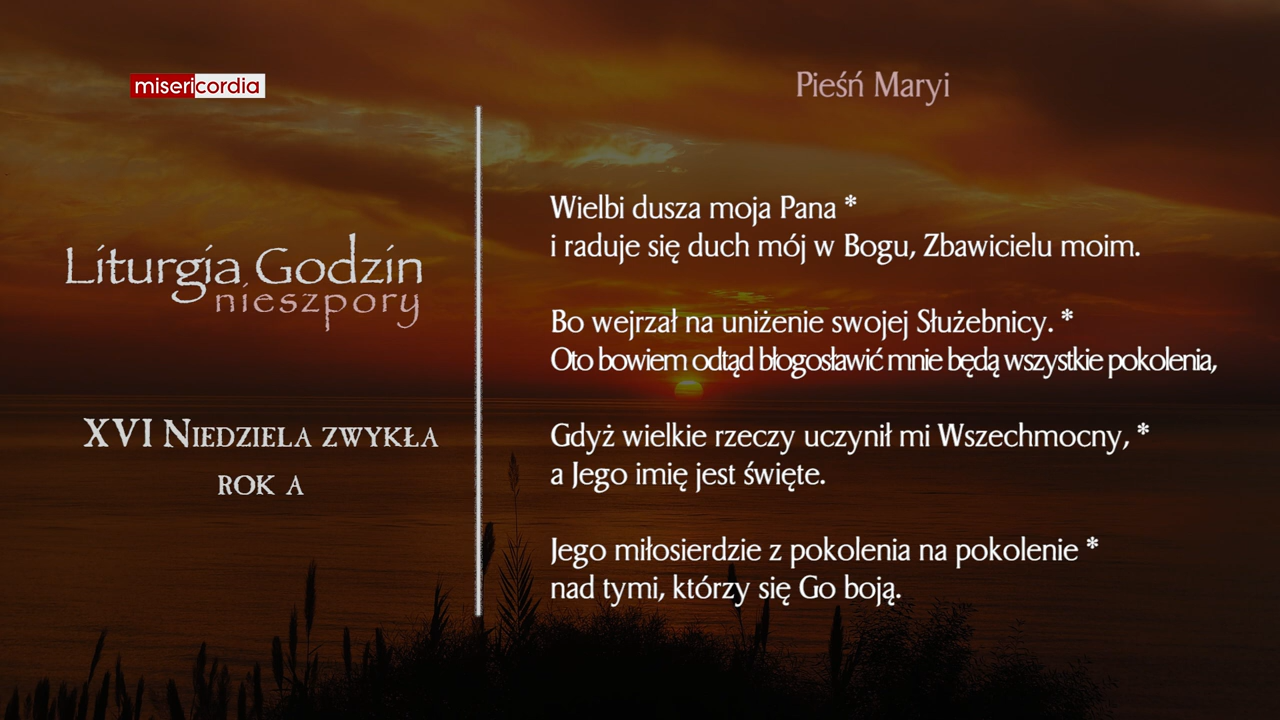 misericordia
Liturgia Godzin
nieszpory
XVI Niedziela zwykła
rok a
Pieśń Maryi
Wielbi dusza moja Pana *
i raduje się duch mój w Bogu, Zbawicielu moim.
Bo wejrzał na uniżenie swojej Służebnicy. *
Oto bowiem odtąd błogosławić mnie będą wszystkie pokolenia,
Gdyż wielkie rzeczy uczynił mi Wszechmocny, *
a Jego imię jest święte.
Jego miłosierdzie z pokolenia na pokolenie *
nad tymi, którzy się Go boją.